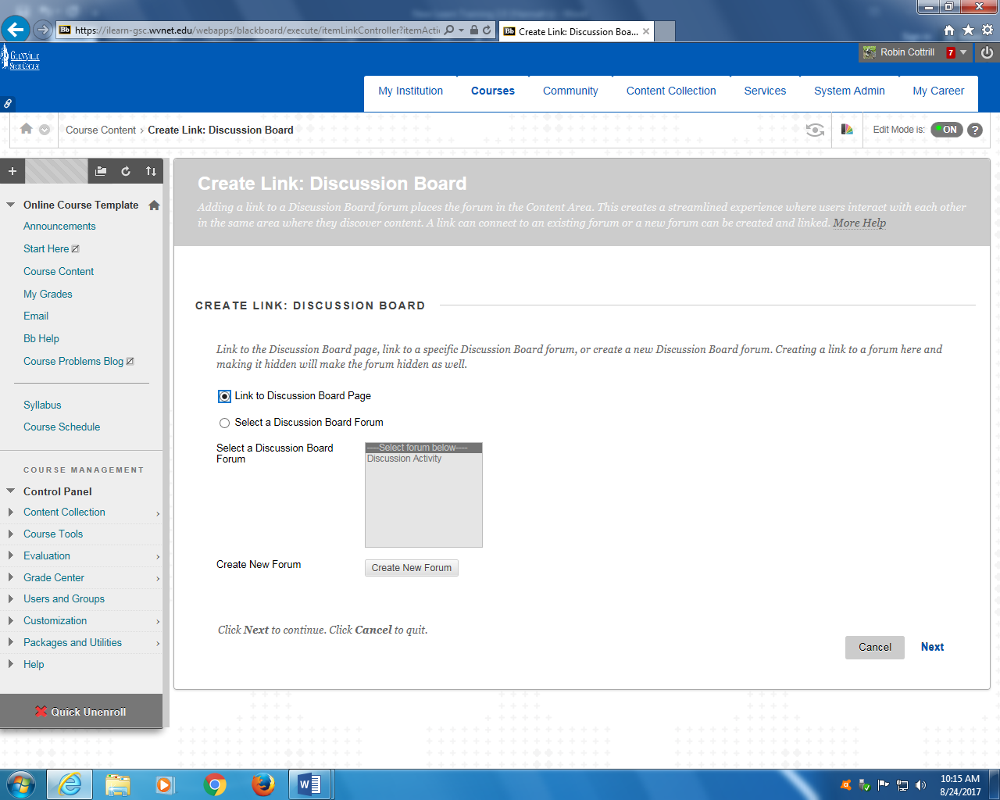 Bb https://ilearn-gsc.wvnet.edu/webapps/blackboard/execute/itemLinkController?itemActi
Bb Create Link: Discussion Boa...
GLENVILLE
STATE COLLEGE
Robin Cottrill 7
My Institution Courses Community Content Collection Services System Admin My Career
Course Content > Create Link: Discussion Board
Edit Mode is: ON ?
Create Link: Discussion Board
Adding a link to a Discussion Board forum places the forum in the Content Area. This creates a streamlined experience where users interact with each other
in the same area where they discover content. A link can connect to an existing forum or a new forum can be created and linked. More Help
Online Course Template
Announcements
Start Here
Course Content
My Grades
Email
Bb Help
Course Problems Blog
Syllabus
Course Schedule
COURSE MANAGEMENT
Control Panel
Content Collection
Course Tools
Evaluation
Grade Center
Users and Groups
Customization
Packages and Utilities
Help
Quick Unenroll
CREATE LINK: DISCUSSION BOARD
Link to the Discussion Board page, link to a specific Discussion Board forum, or create a new Discussion Board forum. Creating a link to a forum here and
making it hidden will make the forum hidden as well.
Link to Discussion Board Page
Select a Discussion Board Forum
Select a Discussion Board
Forum
----Select forum below----
Discussion Activity
Create New Forum
Create New Forum
Click Next to continue. Click Cancel to quit.
Cancel Next
10:15 AM
8/24/2017